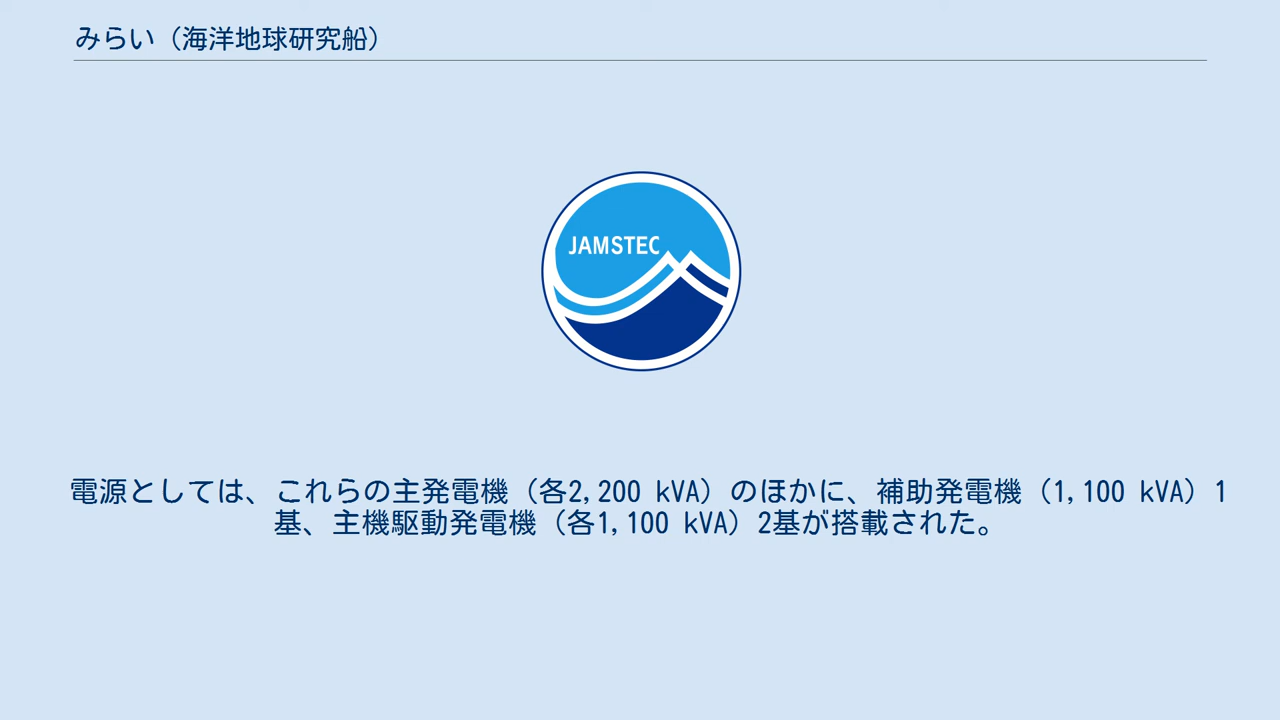 みらい（海洋地球研究船）
JAMSTEC
電源としては、これらの主発電機（各2,200 kVA）のほかに、補助発電機（1,100 kVA）1
基、主機駆動発電機（各1,100 kVA）2基が搭載された。